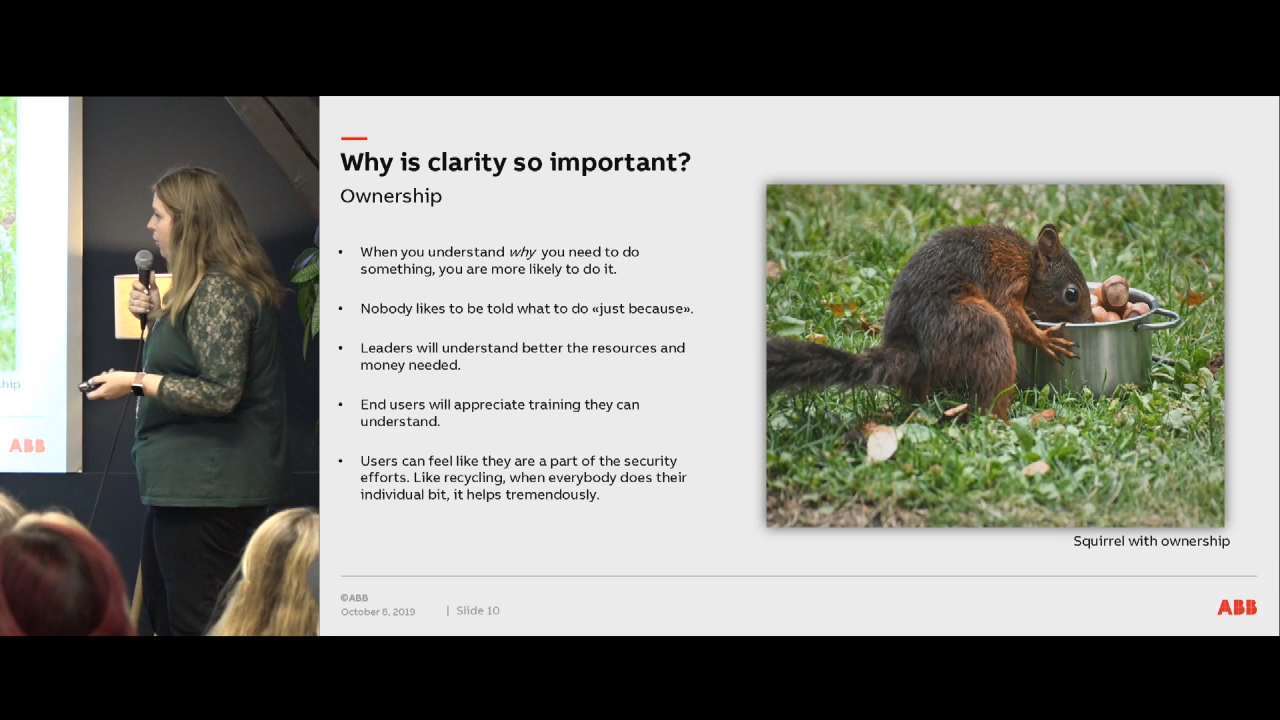 Why is clarity so important?
Ownership
• When you understand why you need to do
something, you are more likely to do it.
• Nobody likes to be told what to do «just because».
• Leaders will understand better the resources and
money needed.
• End users will appreciate training they can
understand.
• Users can feel like they are a part of the security
efforts. Like recycling, when everybody does their
individual bit, it helps tremendously.
Squirrel with ownership
©ABB
October 8, 2019 | Slide 10
ABB
ship
ABB